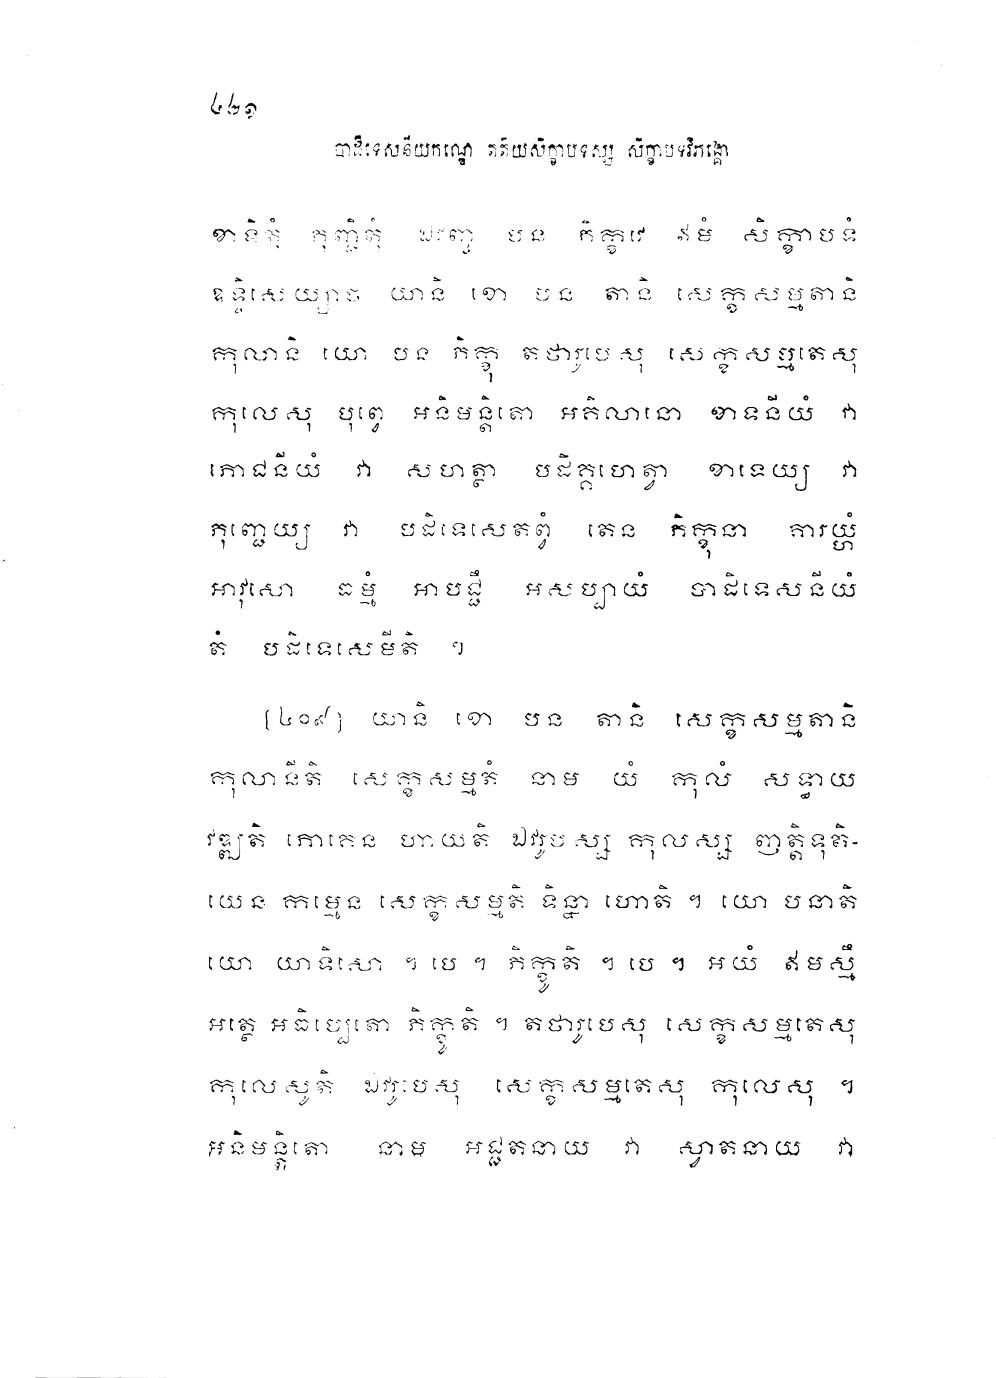 ៤២១
បាដិទេសនីយកណ្ឌេ តតិយសិក្ខាបទស្ស សិក្ខាបទវិភង្គោ
ខាទិតុំ ភុញ្ជិតុំ ឯវញ្ច បន ភិក្ខវេ ឥមំ សិក្ខាបទំ
ឧទ្ទិសេយ្យាថ យានិ ខោ បន តានិ សេក្ខសម្មតានិ
កុលានិ យោ បន ភិក្ខុ តថារូបេសុ សេក្ខសម្មតេសុ
កុលេសុ បុព្វេ អនិមន្តិតោ អគិលានោ ខាទនីយំ វា
ភោជនីយំ វា សហត្ថា បដិគ្គហេត្វា ខាទេយ្យ វា
ភុញ្ជេយ្យ វា បដិទេសេតព្វំ តេន ភិក្ខុនា គារយ្ហំ
អាវុសោ ធម្មំ អាបជ្ជឹ អសប្បាយំ បាដិទេសនីយំ
តំ បដិទេសេមីតិ ។
[៤០៩] យានិ ខោ បន តានិ សេក្ខសម្មតានិ
កុលានីតិ សេក្ខសម្មតំ នាម យំ កុលំ សទ្ធាយ
វឌ្ឍតិ ភោគេន ហាយតិ ឯវរូបស្ស កុលស្ស ញត្តិទុតិ-
យេន កម្មេន សេក្ខសម្មតិ ទិន្នា ហោតិ ។ យោ បនាតិ
យោ យាទិសោ ។ បេ ។ ភិក្ខូតិ ។ បេ ។ អយំ ឥមស្មឹ
អត្ថេ អធិប្បេតោ ភិក្ខូតិ ។ តថារូបេសុ សេក្ខសម្មតេសុ
កុលេសូតិ ឯវរូបេសុ សេក្ខសម្មតេសុ កុលេសុ ។
អនិមន្តិតោ នាម អជ្ជតនាយ វា ស្វាតនាយ វា